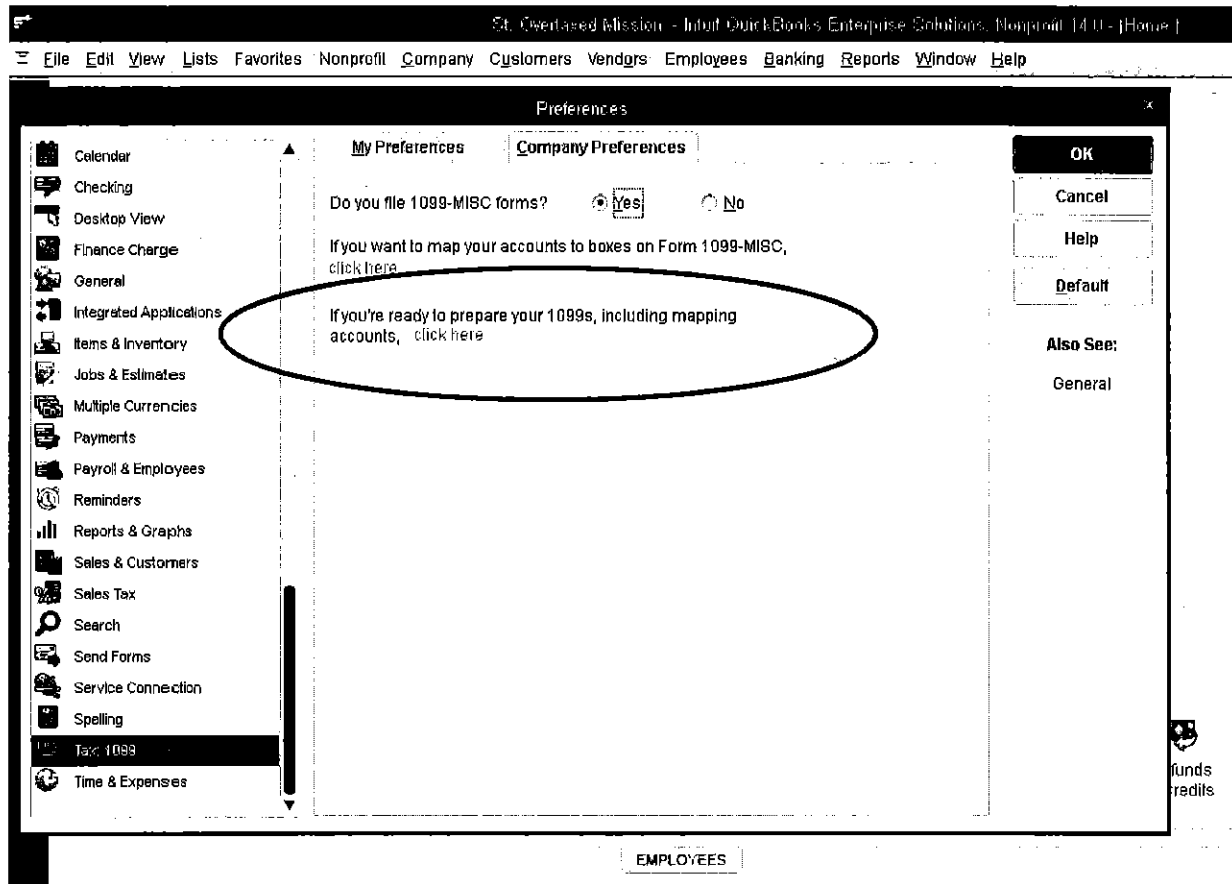 St. Overtaxed Mission - Intuit QuickBooks Enterprise Solutions: Nonprofit 14.0 - [Home]
File Edit View Lists Favorites Nonprofit Company Customers Vendors Employees Banking Reports Window Help
Preferences
Calendar
Checking
Desktop View
Finance Charge
General
Integrated Applications
Items & Inventory
Jobs & Estimates
Multiple Currencies
Payments
Payroll & Employees
Reminders
Reports & Graphs
Sales & Customers
Sales Tax
Search
Send Forms
Service Connection
Spelling
Tax: 1099
Time & Expenses
My Preferences Company Preferences
Do you file 1099-MISC forms? Yes No
If you want to map your accounts to boxes on Form 1099-MISC,
click here
If you're ready to prepare your 1099s, including mapping
accounts, click here
OK
Cancel
Help
Default
Also See:
General
funds
redits
EMPLOYEES